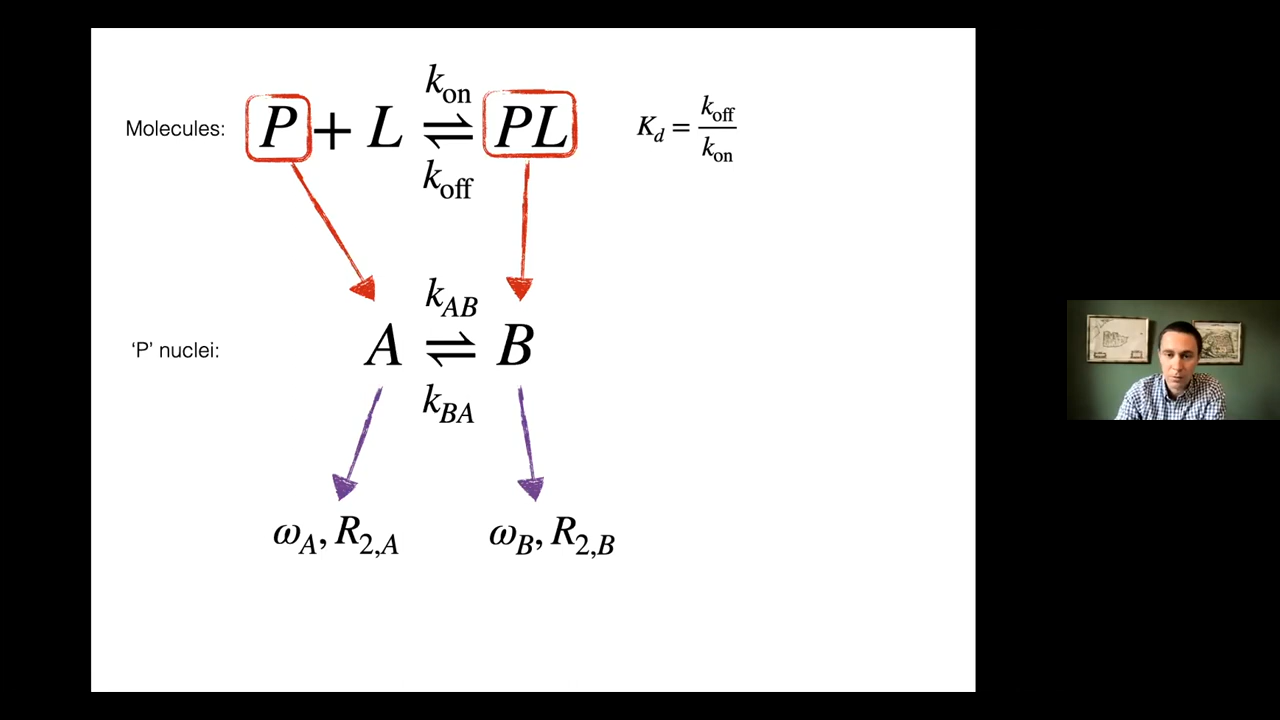 Molecules: P + L ⇌ PL
k_on
k_off
K_d = k_off / k_on
'P' nuclei: A ⇌ B
k_AB
k_BA
ω_A, R_2,A
ω_B, R_2,B